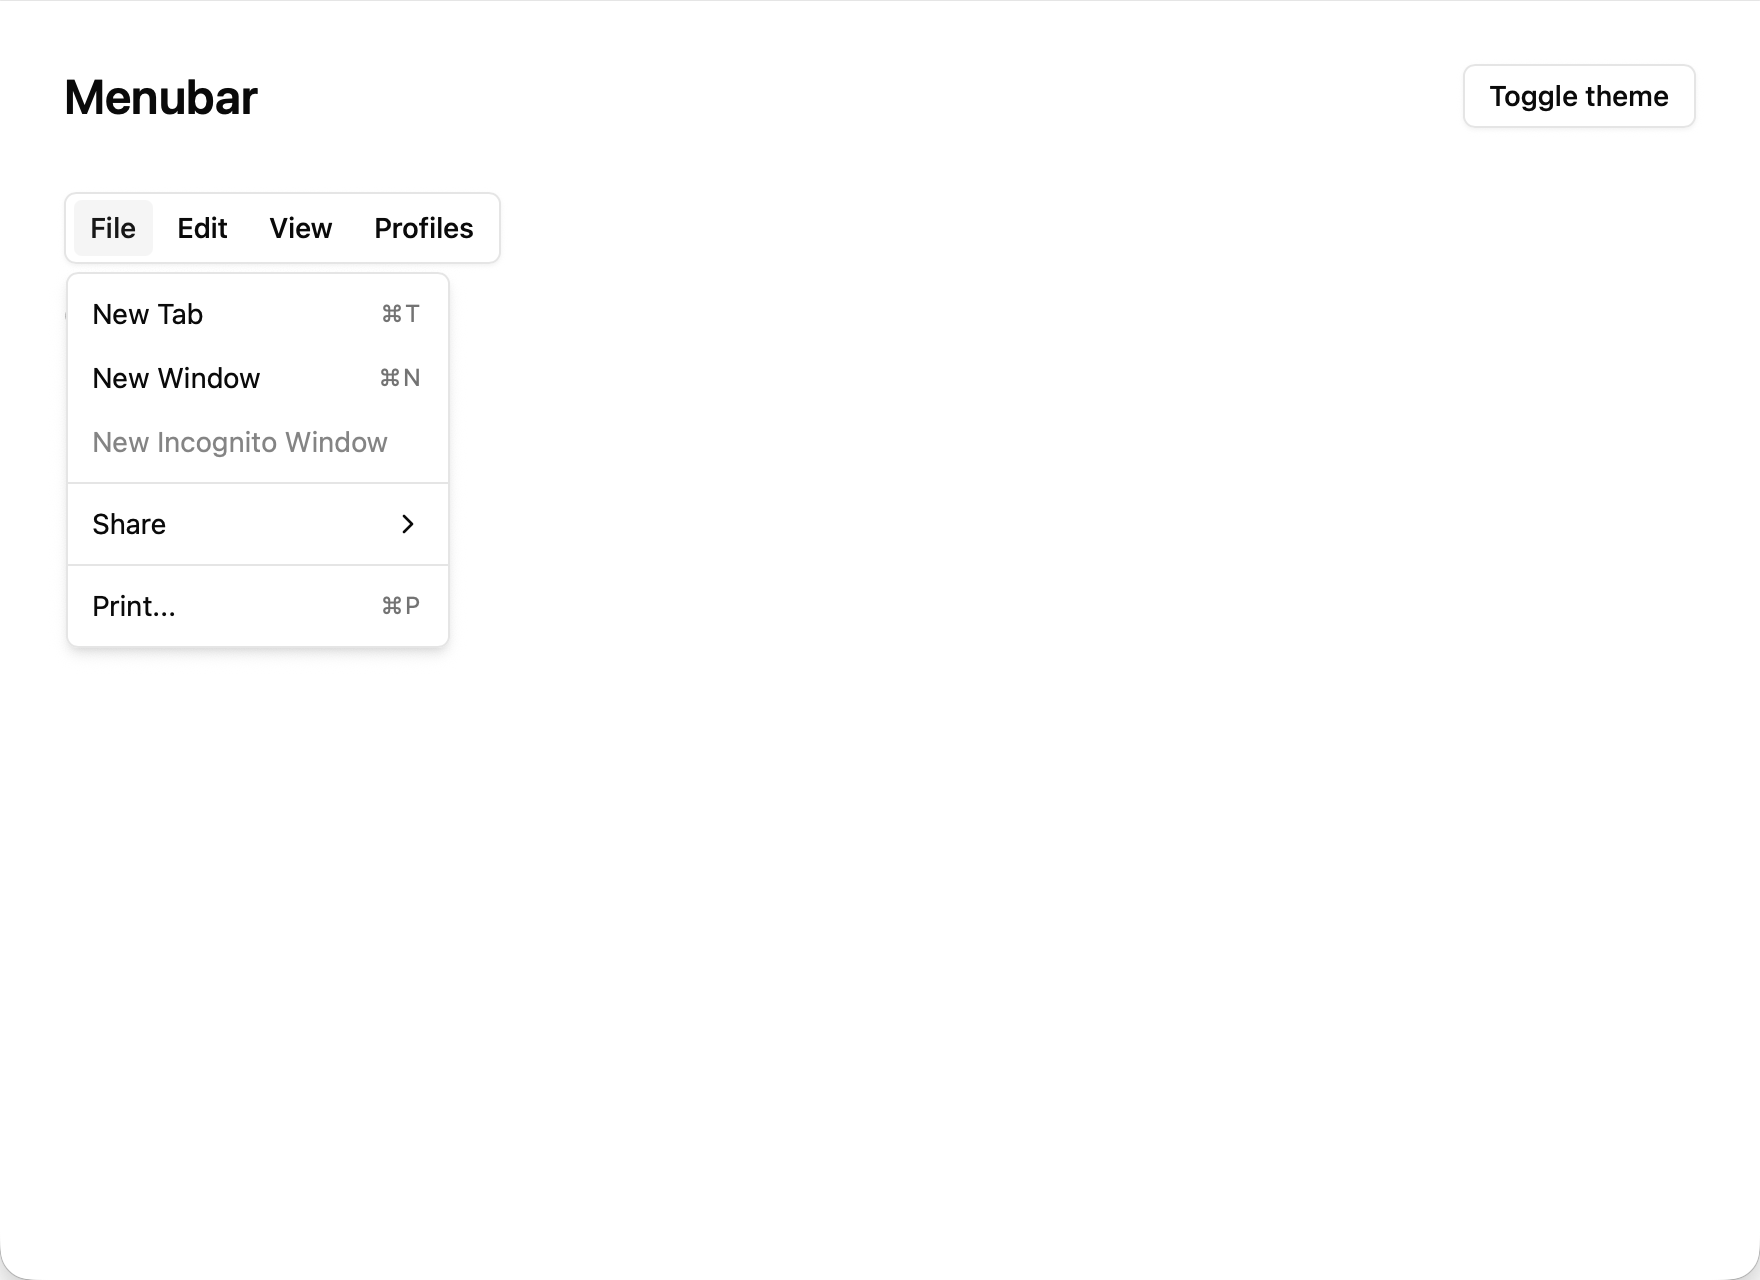 Menubar
Toggle theme
File Edit View Profiles
New Tab ⌘T
New Window ⌘N
New Incognito Window
Share
Print... ⌘P